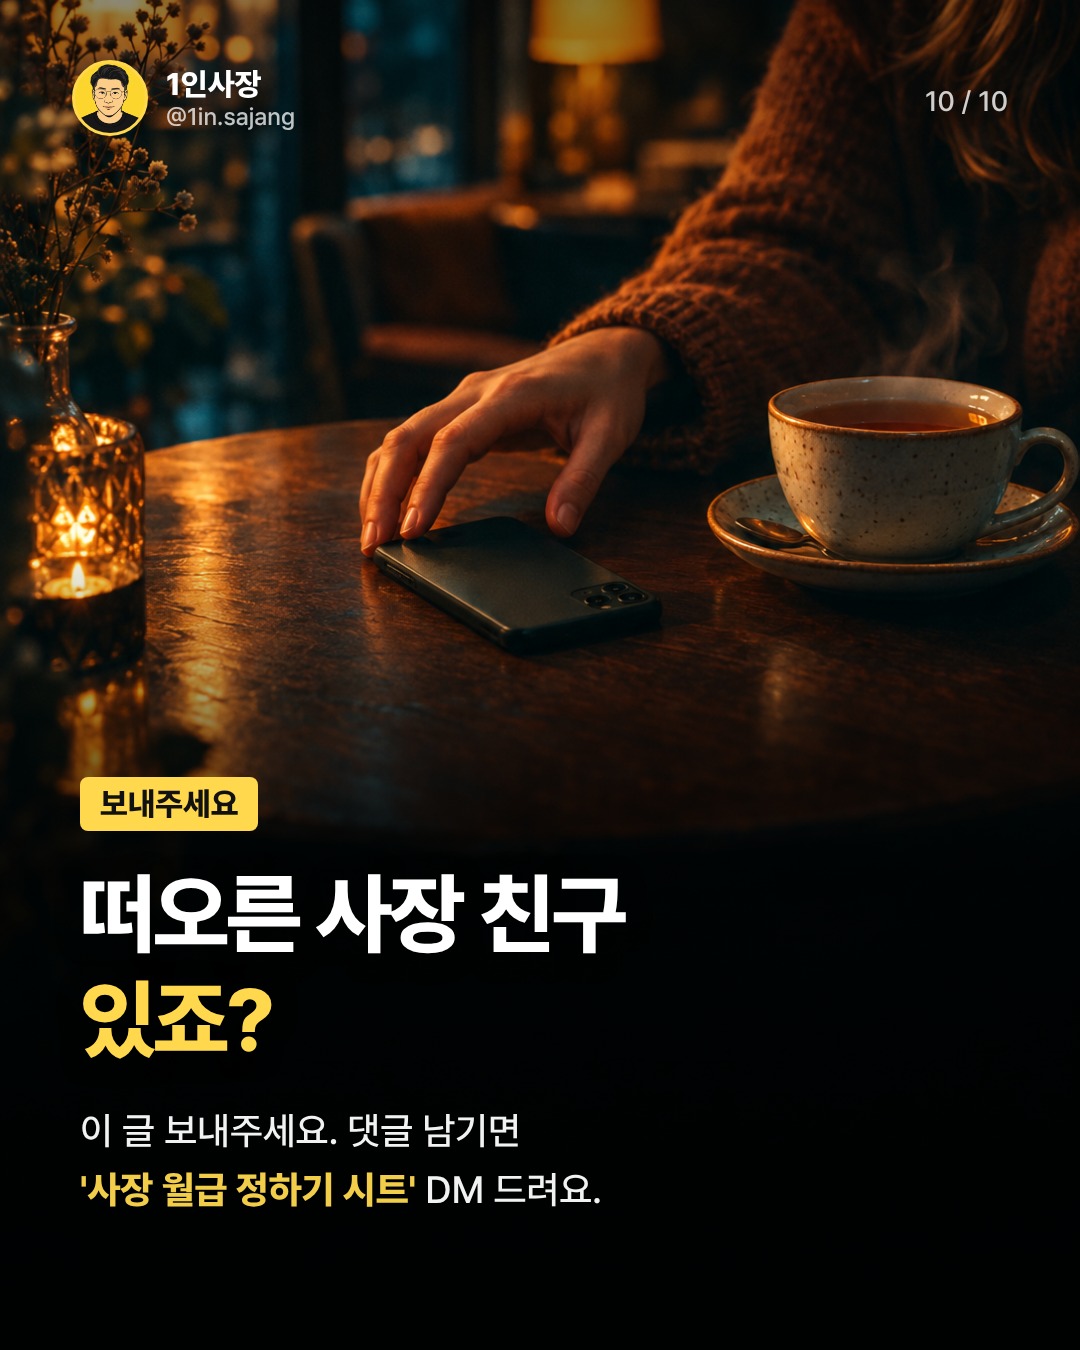 1인사장
@1in.sajang
10 / 10
보내주세요
떠오른 사장 친구
있죠?
이 글 보내주세요. 댓글 남기면
'사장 월급 정하기 시트' DM 드려요.